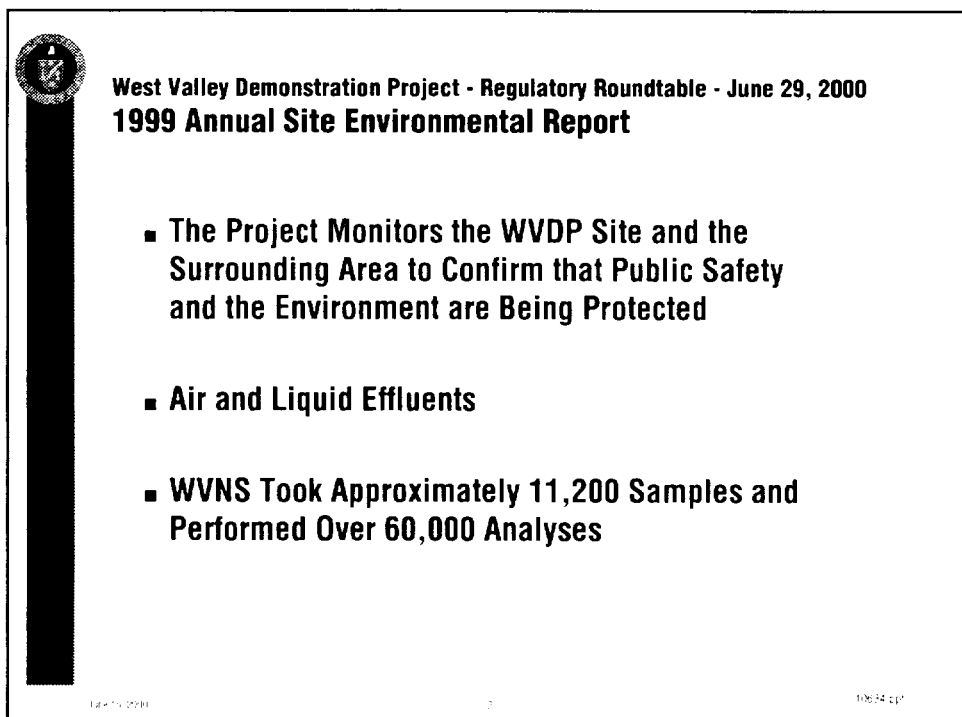 West Valley Demonstration Project - Regulatory Roundtable - June 29, 2000
1999 Annual Site Environmental Report
■ The Project Monitors the WVDP Site and the
Surrounding Area to Confirm that Public Safety
and the Environment are Being Protected
■ Air and Liquid Effluents
■ WVNS Took Approximately 11,200 Samples and
Performed Over 60,000 Analyses